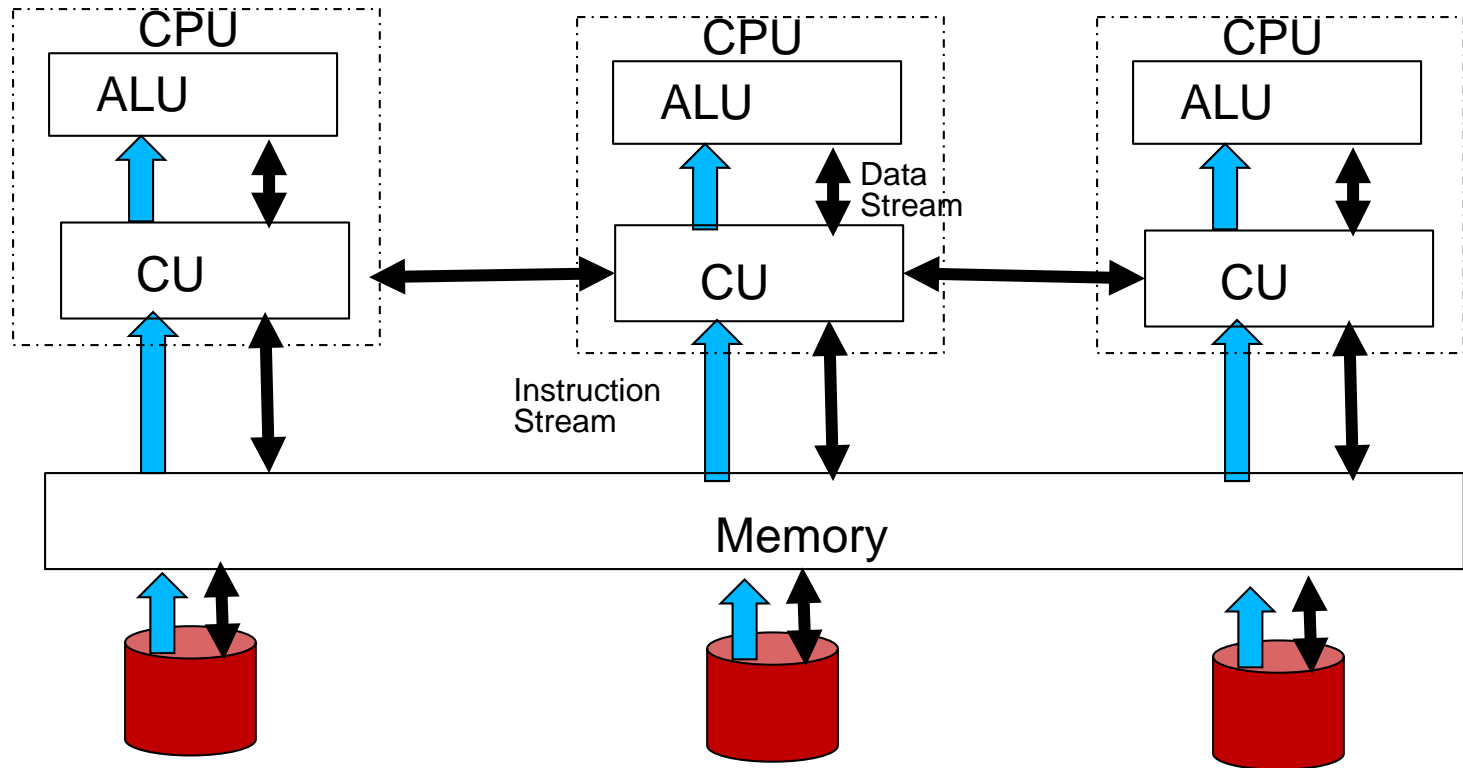 CPU
CPU
CPU
ALU
ALU
ALU
Data
Stream
CU
CU
CU
Instruction
Stream
Memory